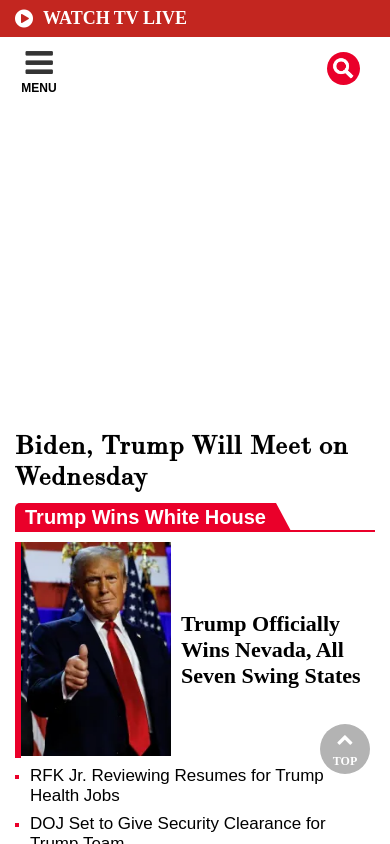 WATCH TV LIVE
MENU
Biden, Trump Will Meet on
Wednesday
Trump Wins White House
Trump Officially
Wins Nevada, All
Seven Swing States
TOP
RFK Jr. Reviewing Resumes for Trump
Health Jobs
DOJ Set to Give Security Clearance for
Trump Team